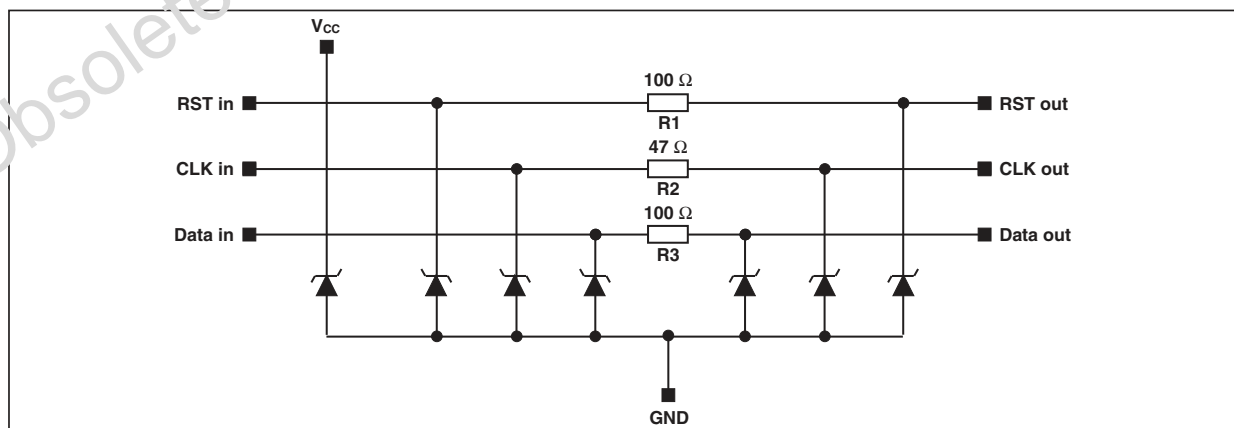 Obsolete
VCC
100 Ω
RST in
RST out
R1
47 Ω
CLK in
CLK out
R2
100 Ω
Data in
Data out
R3
GND